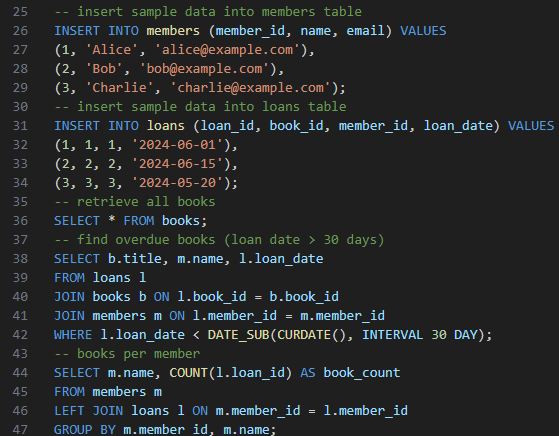 25 -- insert sample data into members table
26 INSERT INTO members (member_id, name, email) VALUES
27 (1, 'Alice', 'alice@example.com'),
28 (2, 'Bob', 'bob@example.com'),
29 (3, 'Charlie', 'charlie@example.com');
30 -- insert sample data into loans table
31 INSERT INTO loans (loan_id, book_id, member_id, loan_date) VALUES
32 (1, 1, 1, '2024-06-01'),
33 (2, 2, 2, '2024-06-15'),
34 (3, 3, 3, '2024-05-20');
35 -- retrieve all books
36 SELECT * FROM books;
37 -- find overdue books (loan date > 30 days)
38 SELECT b.title, m.name, l.loan_date
39 FROM loans l
40 JOIN books b ON l.book_id = b.book_id
41 JOIN members m ON l.member_id = m.member_id
42 WHERE l.loan_date < DATE_SUB(CURDATE(), INTERVAL 30 DAY);
43 -- books per member
44 SELECT m.name, COUNT(l.loan_id) AS book_count
45 FROM members m
46 LEFT JOIN loans l ON m.member_id = l.member_id
47 GROUP BY m.member_id, m.name;